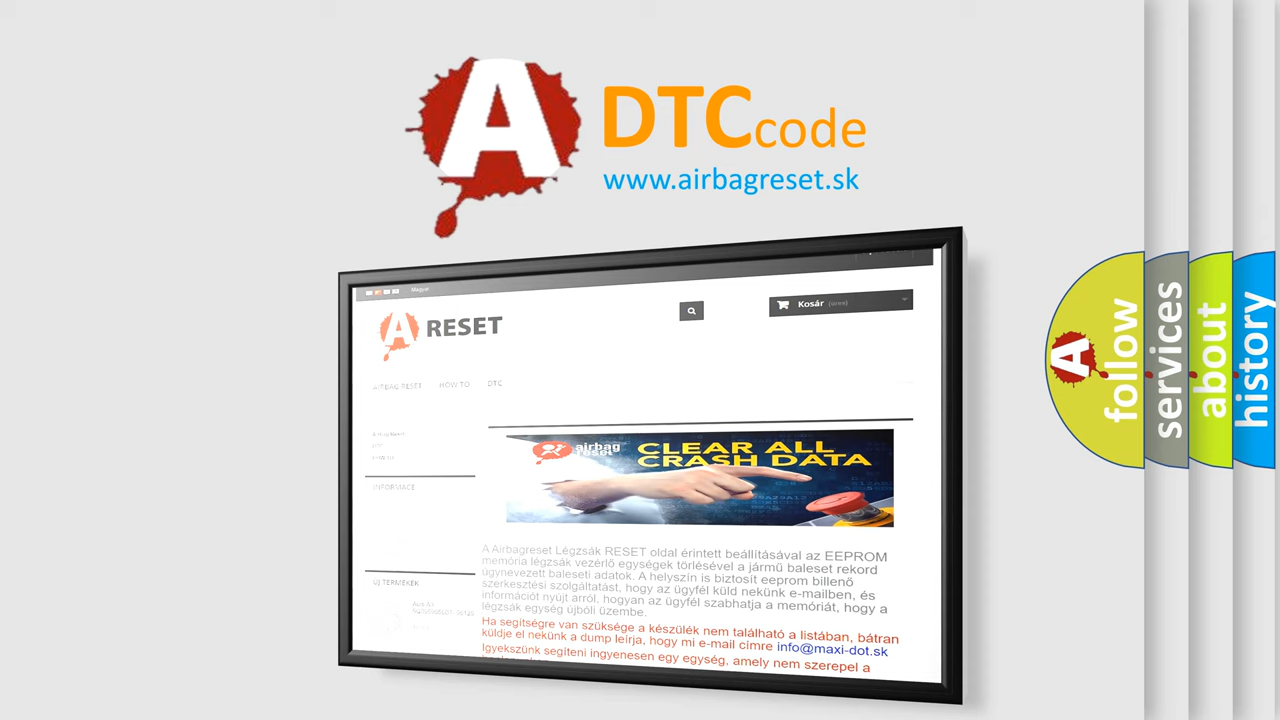 A DTCcode
www.airbagreset.sk
Magyar
A RESET
Kosár (üres)
AIRBAG RESET HOW TO DTC
INFORMACE
airbag
reset
CLEAR ALL
CRASH DATA
A Airbagreset Légzsák RESET oldal érintett beállításával az EEPROM
memória légzsák vezérlő egységek törlésével a jármű baleset rekord
úgynevezett baleseti adatok. A helyszín is biztosít eeprom billenő
szerkesztési szolgáltatást, hogy az ügyfél küld nekünk e-mailben, és
információt nyújt arról, hogyan az ügyfél szabhatja a memóriát, hogy a
légzsák egység újbóli üzembe.
Ha segítségre van szüksége a készülék nem található a listában, bátran
küldje el nekünk a dump leírja, hogy mi e-mail címre info@maxi-dot.sk
Igyekszünk segíteni ingyenesen egy egység, amely nem szerepel a
ÚJ TERMÉKEK
A follow
services
about
history